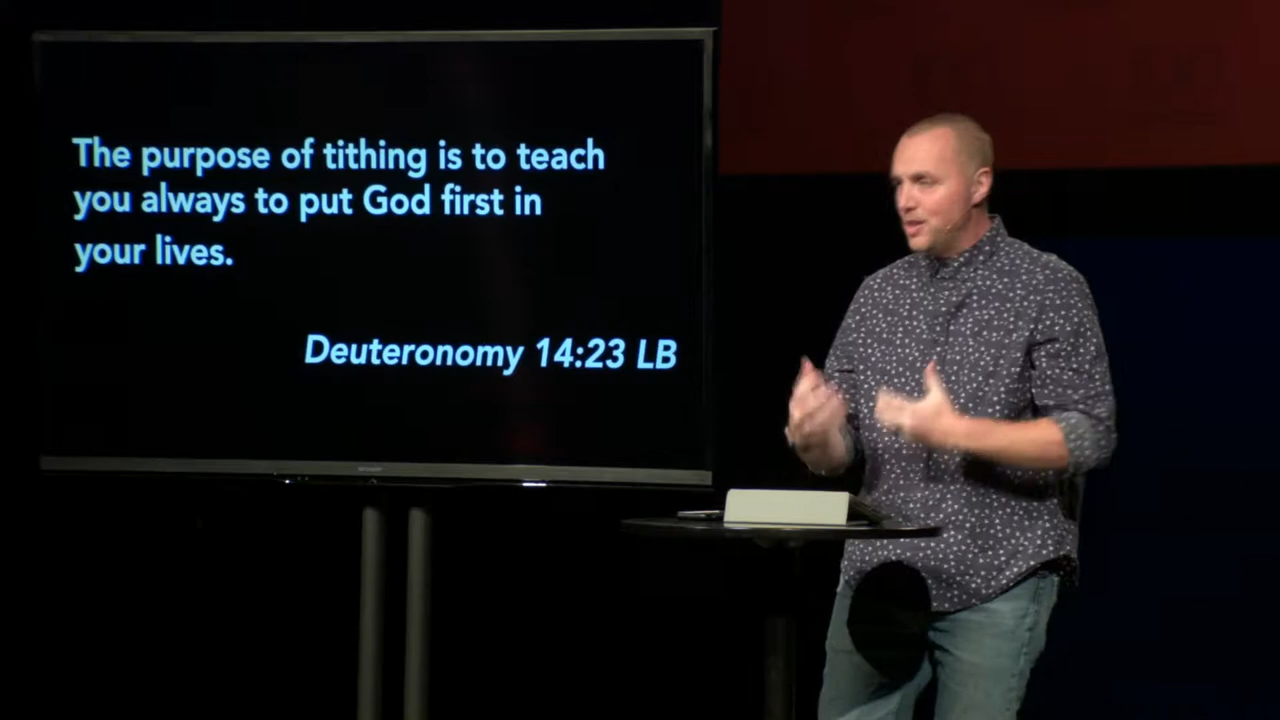 The purpose of tithing is to teach
you always to put God first in
your lives.
Deuteronomy 14:23 LB